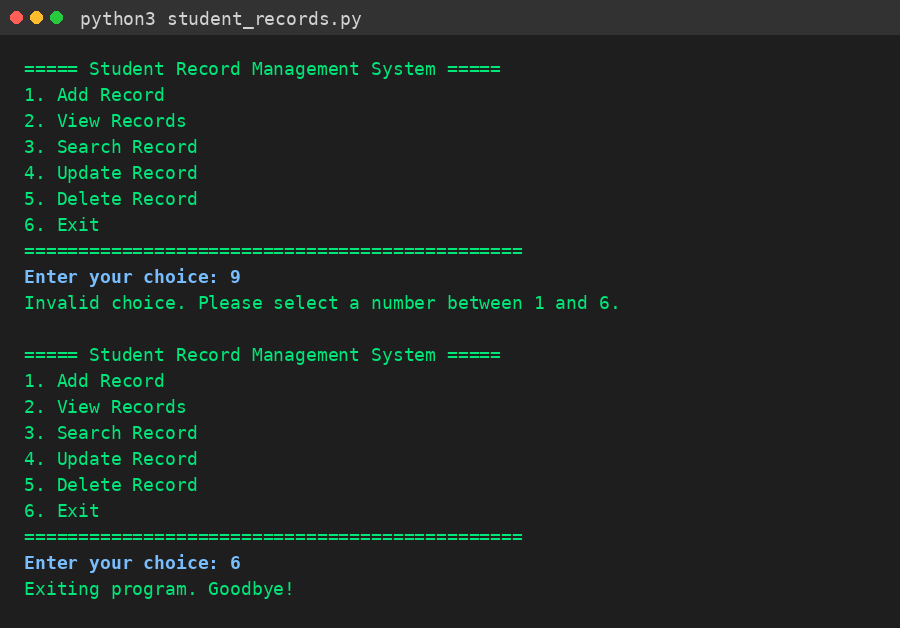 python3 student_records.py
===== Student Record Management System =====
1. Add Record
2. View Records
3. Search Record
4. Update Record
5. Delete Record
6. Exit
==============================================
Enter your choice: 9
Invalid choice. Please select a number between 1 and 6.
===== Student Record Management System =====
1. Add Record
2. View Records
3. Search Record
4. Update Record
5. Delete Record
6. Exit
==============================================
Enter your choice: 6
Exiting program. Goodbye!